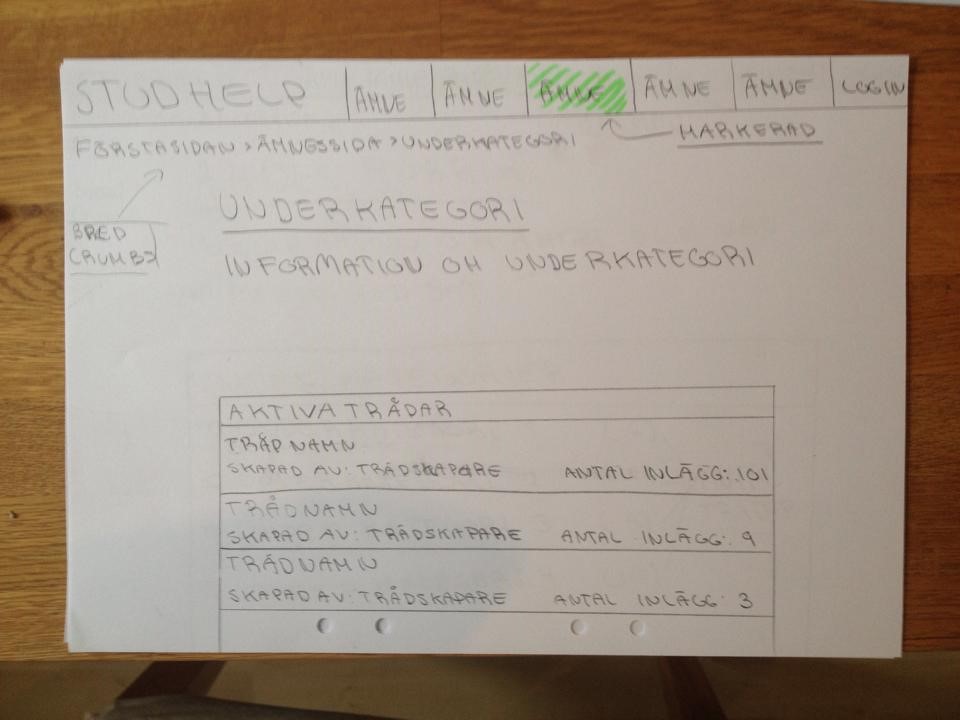 STUDHELP ÄMNE ÄMNE ÄMNE ÄMNE ÄMNE LOGIN
MARKERAD
FÖRSTASIDAN > ÄMNESSIDA > UNDERKATEGORI
BRED
CRUMBS
UNDERKATEGORI
INFORMATION OM UNDERKATEGORI
AKTIVA TRÅDAR
TRÅDNAMN
SKAPAD AV: TRÅDSKAPARE ANTAL INLÄGG: 101
TRÅDNAMN
SKAPAD AV: TRÅDSKAPARE ANTAL INLÄGG: 9
TRÅDNAMN
SKAPAD AV: TRÅDSKAPARE ANTAL INLÄGG: 3